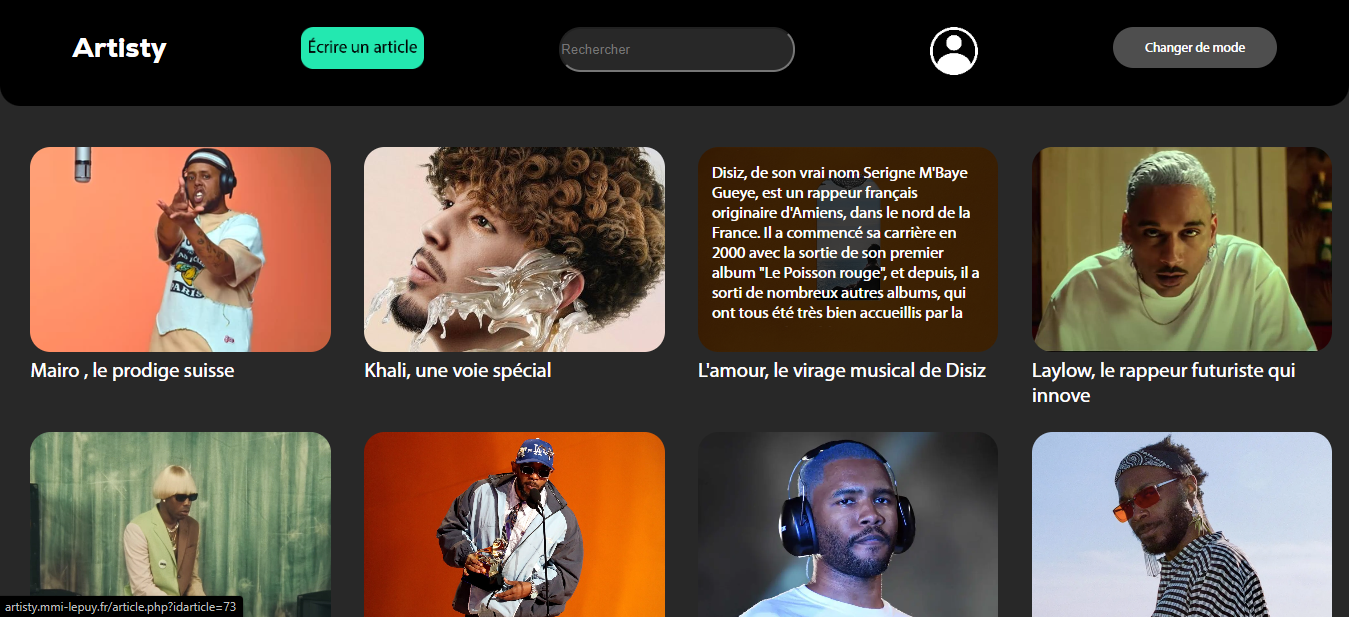 Artisty
Écrire un article
Rechercher
Changer de mode
Disiz, de son vrai nom Serigne M'Baye
Gueye, est un rappeur français
originaire d'Amiens, dans le nord de la
France. Il a commencé sa carrière en
2000 avec la sortie de son premier
album "Le Poisson rouge", et depuis, il a
sorti de nombreux autres albums, qui
ont tous été très bien accueillis par la
Mairo , le prodige suisse
Khali, une voie spécial
L'amour, le virage musical de Disiz
Laylow, le rappeur futuriste qui
innove
artisty.mmi-lepuy.fr/article.php?idarticle=73